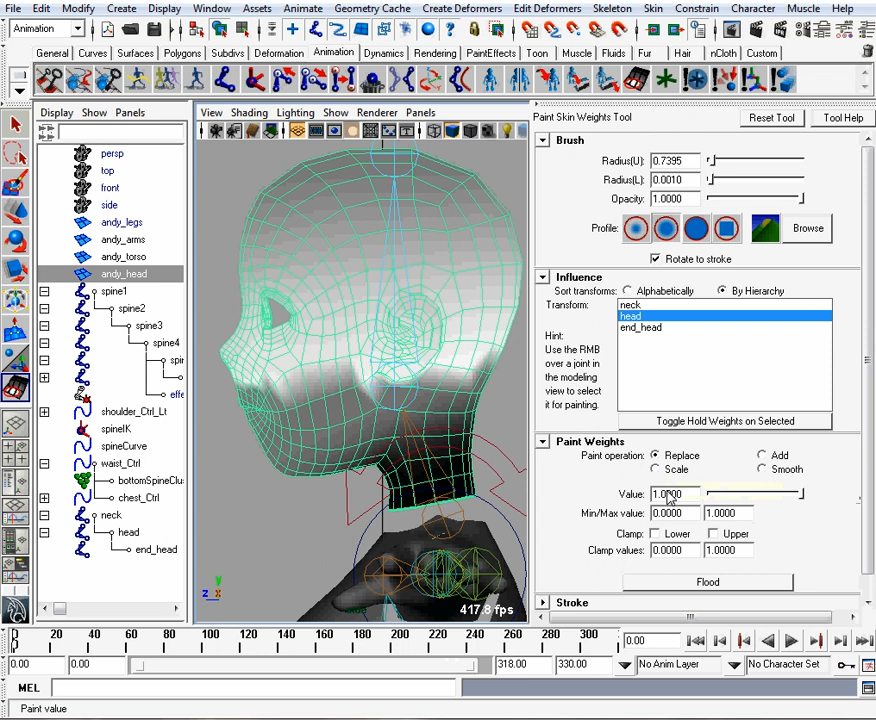 File Edit Modify Create Display Window Assets Animate Geometry Cache Create Deformers Edit Deformers Skeleton Skin Constrain Character Muscle Help
Animation
General Curves Surfaces Polygons Subdivs Deformation Animation Dynamics Rendering PaintEffects Toon Muscle Fluids Fur Hair nCloth Custom
Display Show Panels
persp
top
front
side
andy_legs
andy_arms
andy_torso
andy_head
spine1
spine2
spine3
spine4
spir
effe
shoulder_Ctrl_Lt
spineIK
spineCurve
waist_Ctrl
bottomSpineClu
chest_Ctrl
neck
head
end_head
View Shading Lighting Show Renderer Panels
y
z x
417.8 fps
Paint Skin Weights Tool Reset Tool Tool Help
Brush
Radius(U): 0.7395
Radius(L): 0.0010
Opacity: 1.0000
Profile: Browse
Rotate to stroke
Influence
Sort transforms: Alphabetically By Hierarchy
Transform: neck
head
end_head
Hint:
Use the RMB
over a joint in
the modeling
view to select
it for painting.
Toggle Hold Weights on Selected
Paint Weights
Paint operation: Replace Add
Scale Smooth
Value: 1.0000
Min/Max value: 0.0000 1.0000
Clamp: Lower Upper
Clamp values: 0.0000 1.0000
Flood
Stroke
0 20 40 60 80 100 120 140 160 180 200 220 240 260 280 300 0.00
0.00 0.00 318.00 330.00 No Anim Layer No Character Set
MEL
Paint value